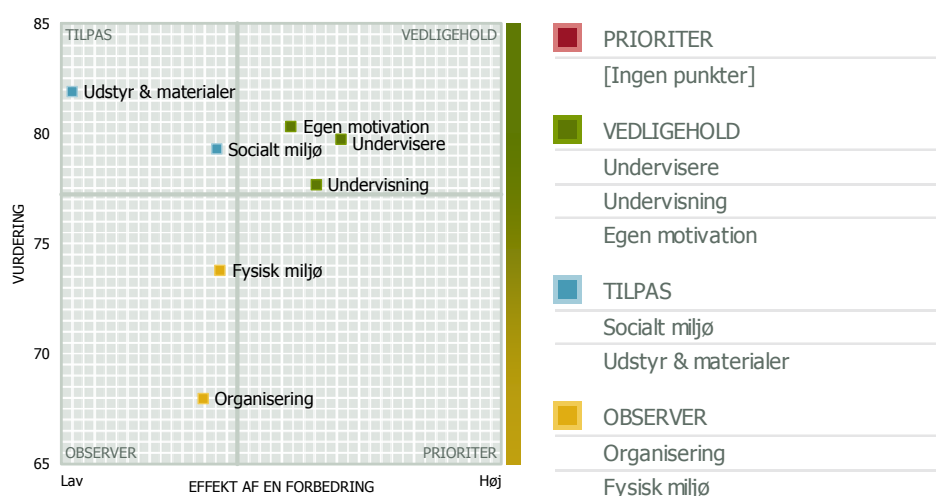 85
TILPAS
VEDLIGEHOLD
Udstyr & materialer
80
Egen motivation
Undervisere
Socialt miljø
Undervisning
VURDERING
75
Fysisk miljø
70
Organisering
OBSERVER
PRIORITER
65
Lav
EFFEKT AF EN FORBEDRING
Høj
PRIORITER
[Ingen punkter]
VEDLIGEHOLD
Undervisere
Undervisning
Egen motivation
TILPAS
Socialt miljø
Udstyr & materialer
OBSERVER
Organisering
Fysisk miljø